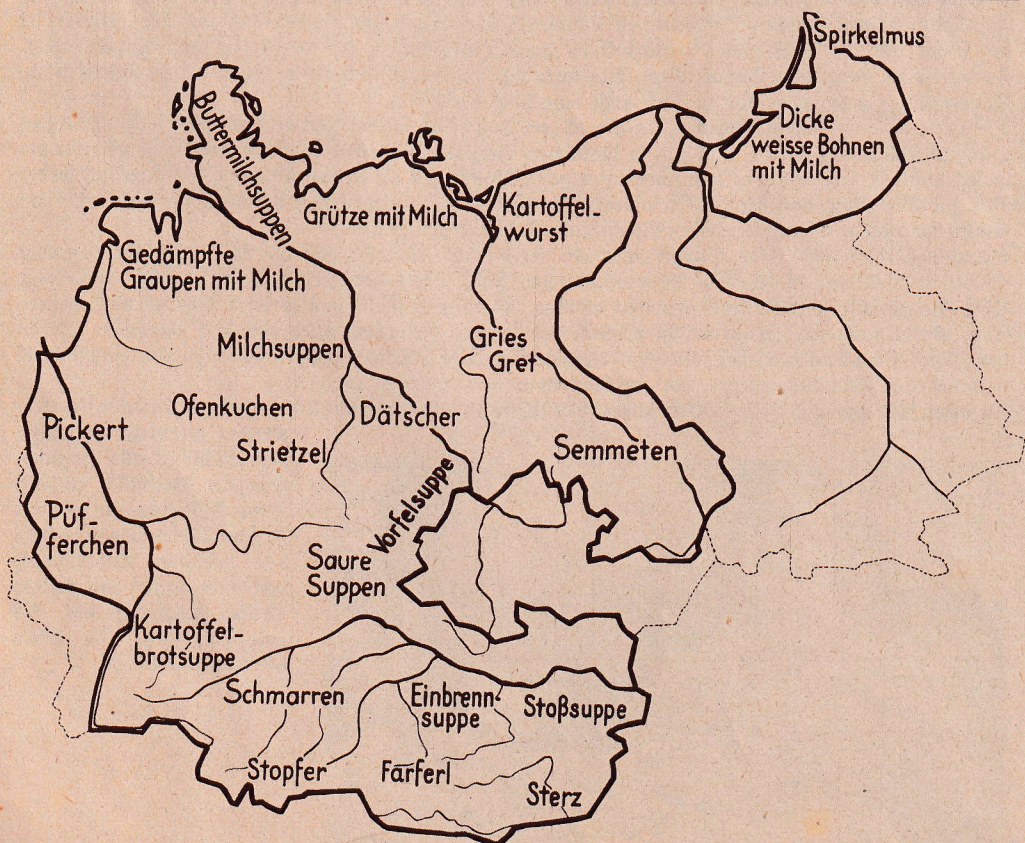 Spirkelmus
Dicke
weisse Bohnen
mit Milch
Buttermilchsuppen
Grütze mit Milch
Kartoffel-
wurst
Gedämpfte
Graupen mit Milch
Milchsuppen
Gries
Gret
Ofenkuchen
Dätscher
Pickert
Strietzel
Semmeten
Vorfelsuppe
Püf-
ferchen
Saure
Suppen
Kartoffel-
brotsuppe
Schmarren
Einbrenn-
suppe
Stoßsuppe
Stopfer
Farferl
Sterz